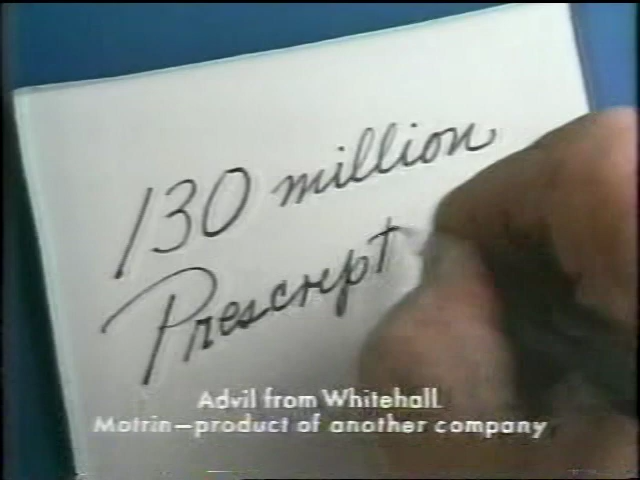 130 million
Prescript
Advil from Whitehall.
Motrin—product of another company